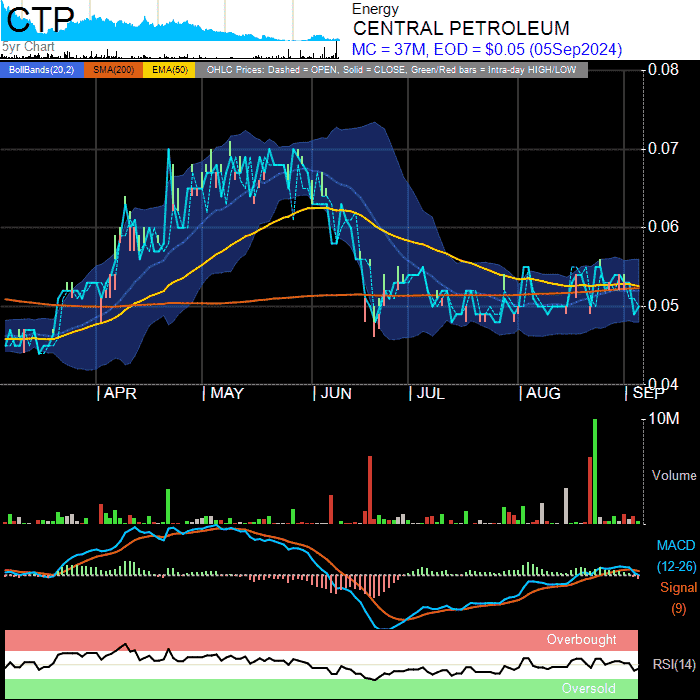 CTP
5yr Chart
Energy
CENTRAL PETROLEUM
MC = 37M, EOD = $0.05 (05Sep2024)
BollBands(20,2) SMA(200) EMA(50) OHLC Prices: Dashed = OPEN, Solid = CLOSE, Green/Red bars = Intra-day HIGH/LOW
0.08
0.07
0.06
0.05
0.04
APR MAY JUN JUL AUG SEP
10M
Volume
MACD
(12-26)
Signal
(9)
Overbought
RSI(14)
Oversold